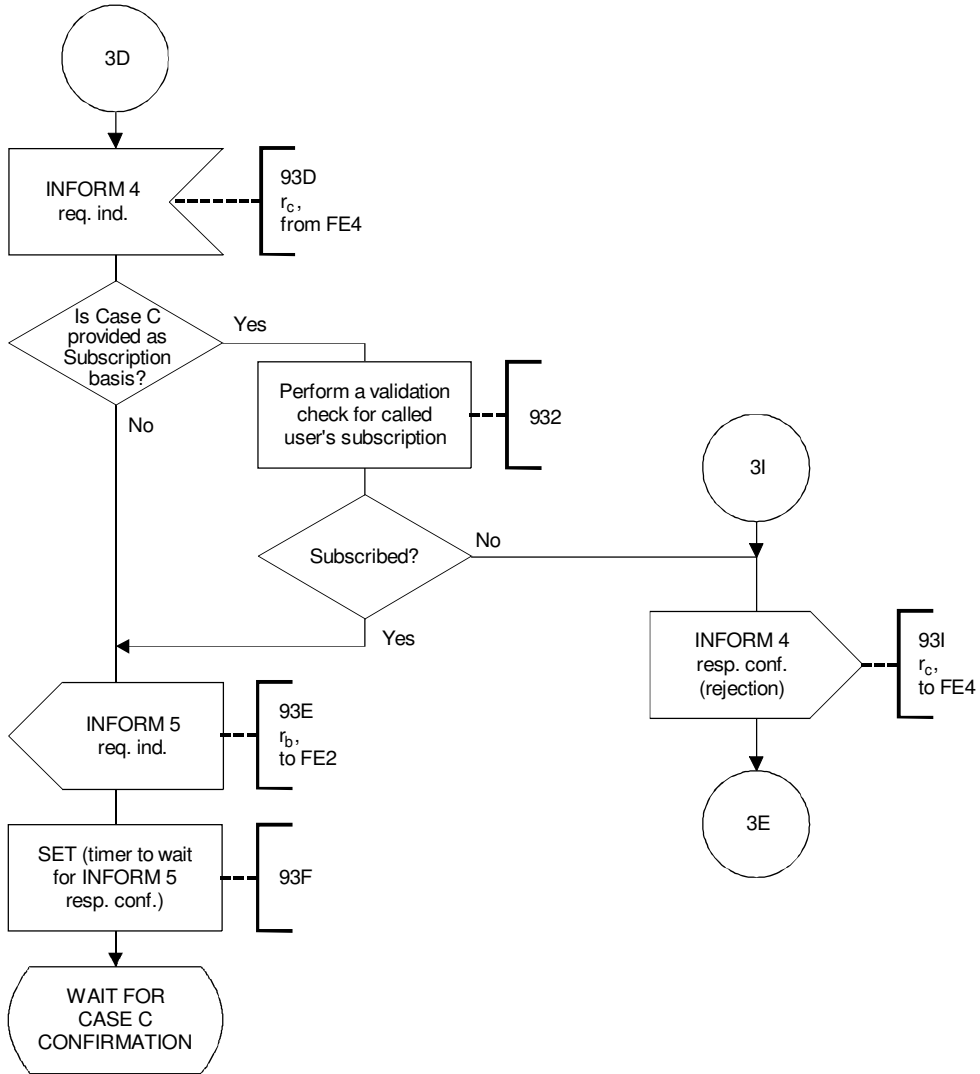 3D
INFORM 4
req. ind.
93D
rc,
from FE4
Is Case C
provided as
Subscription
basis?
Yes
No
Perform a validation
check for called
user's subscription
932
3I
Subscribed?
No
Yes
INFORM 4
resp. conf.
(rejection)
93I
rc,
to FE4
INFORM 5
req. ind.
93E
rb,
to FE2
3E
SET (timer to wait
for INFORM 5
resp. conf.)
93F
WAIT FOR
CASE C
CONFIRMATION